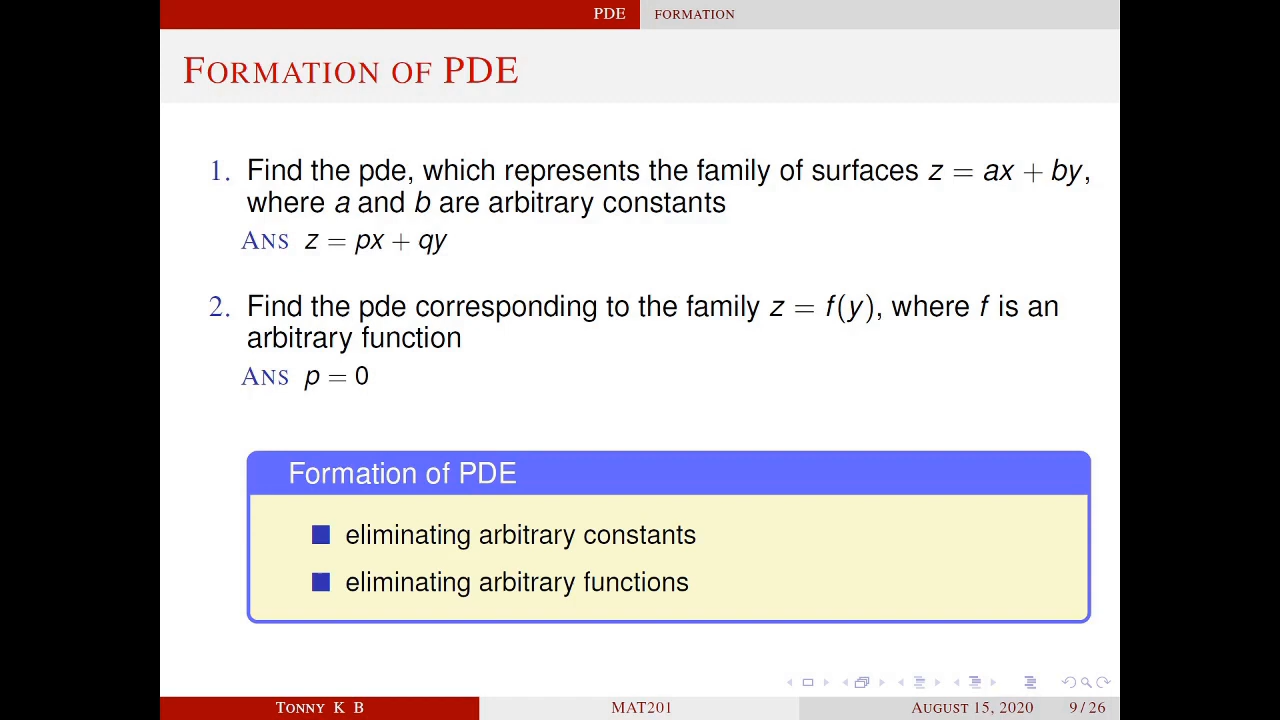 PDE FORMATION
FORMATION OF PDE
1. Find the pde, which represents the family of surfaces z = ax + by,
where a and b are arbitrary constants
ANS z = px + qy
2. Find the pde corresponding to the family z = f(y), where f is an
arbitrary function
ANS p = 0
Formation of PDE
eliminating arbitrary constants
eliminating arbitrary functions
TONNY K B MAT201 AUGUST 15, 2020 9 / 26